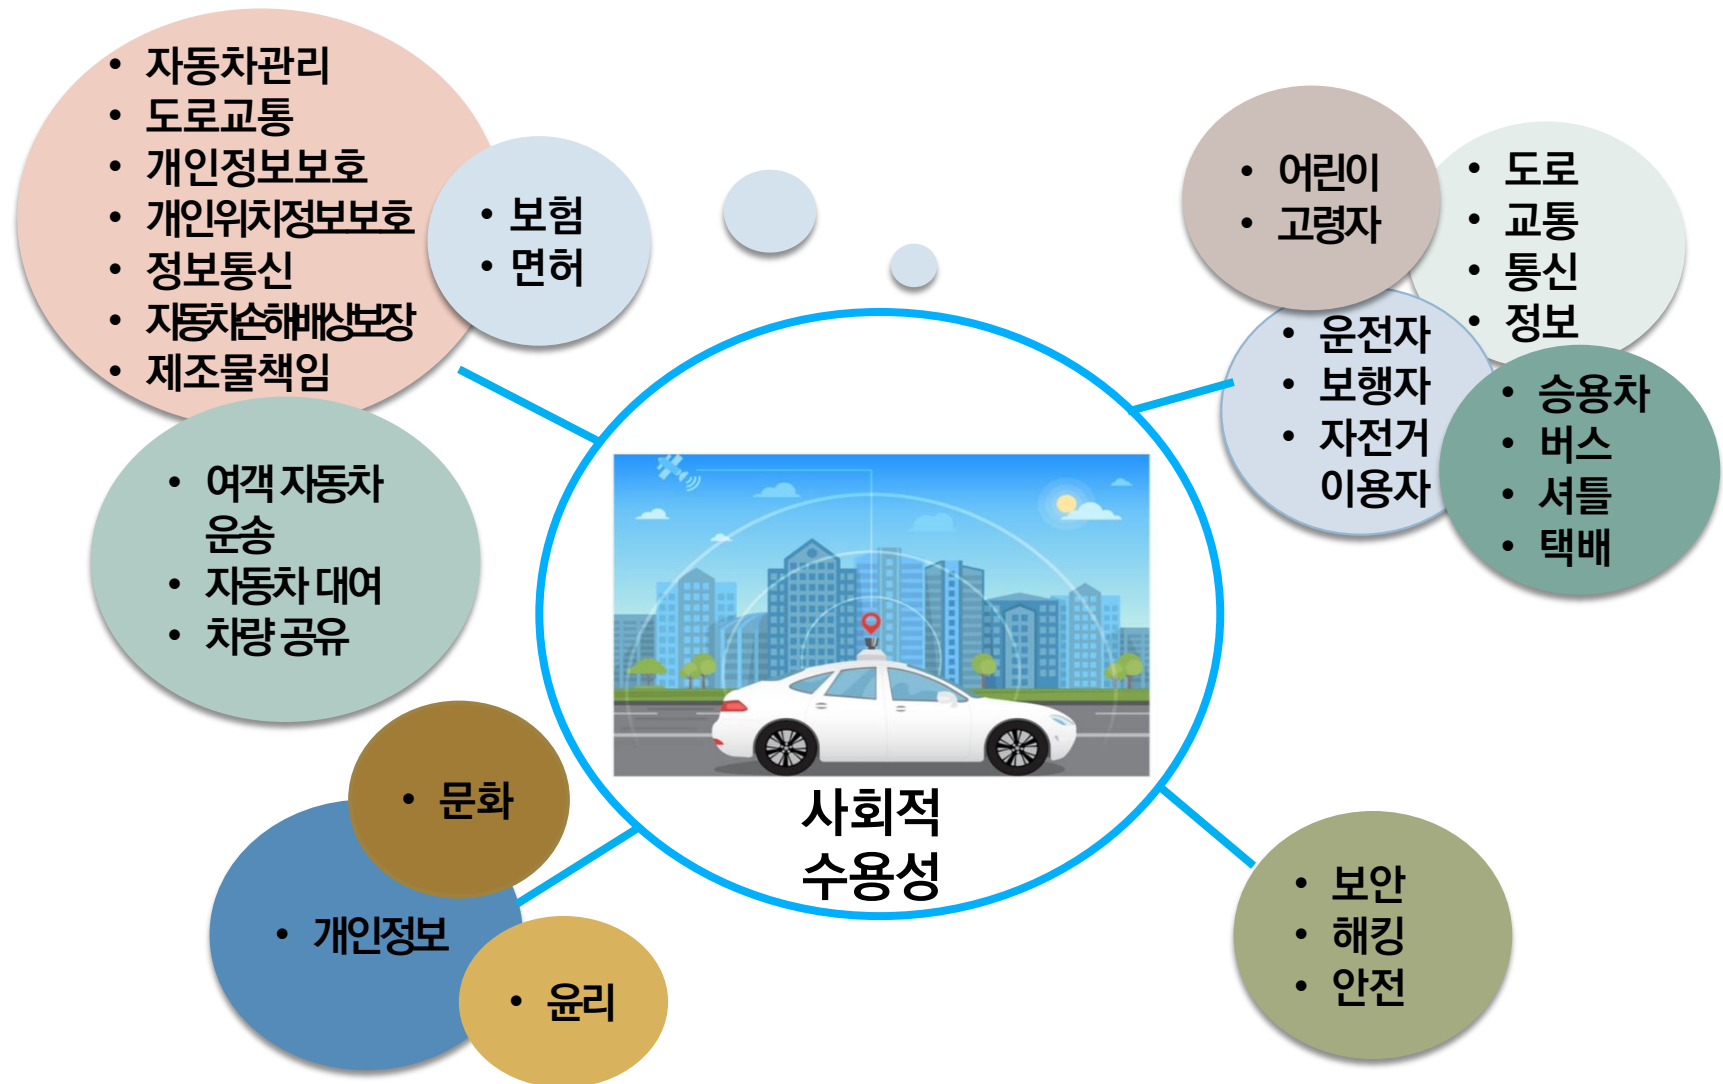 • 자동차관리
• 도로교통
• 개인정보보호
• 개인위치정보보호
• 정보통신
• 자동차손해배상보장
• 제조물책임
• 보험
• 면허
• 여객 자동차
운송
• 자동차 대여
• 차량 공유
• 어린이
• 고령자
• 도로
• 교통
• 통신
• 정보
• 운전자
• 보행자
• 자전거
이용자
• 승용차
• 버스
• 셔틀
• 택배
사회적
수용성
• 문화
• 개인정보
• 윤리
• 보안
• 해킹
• 안전